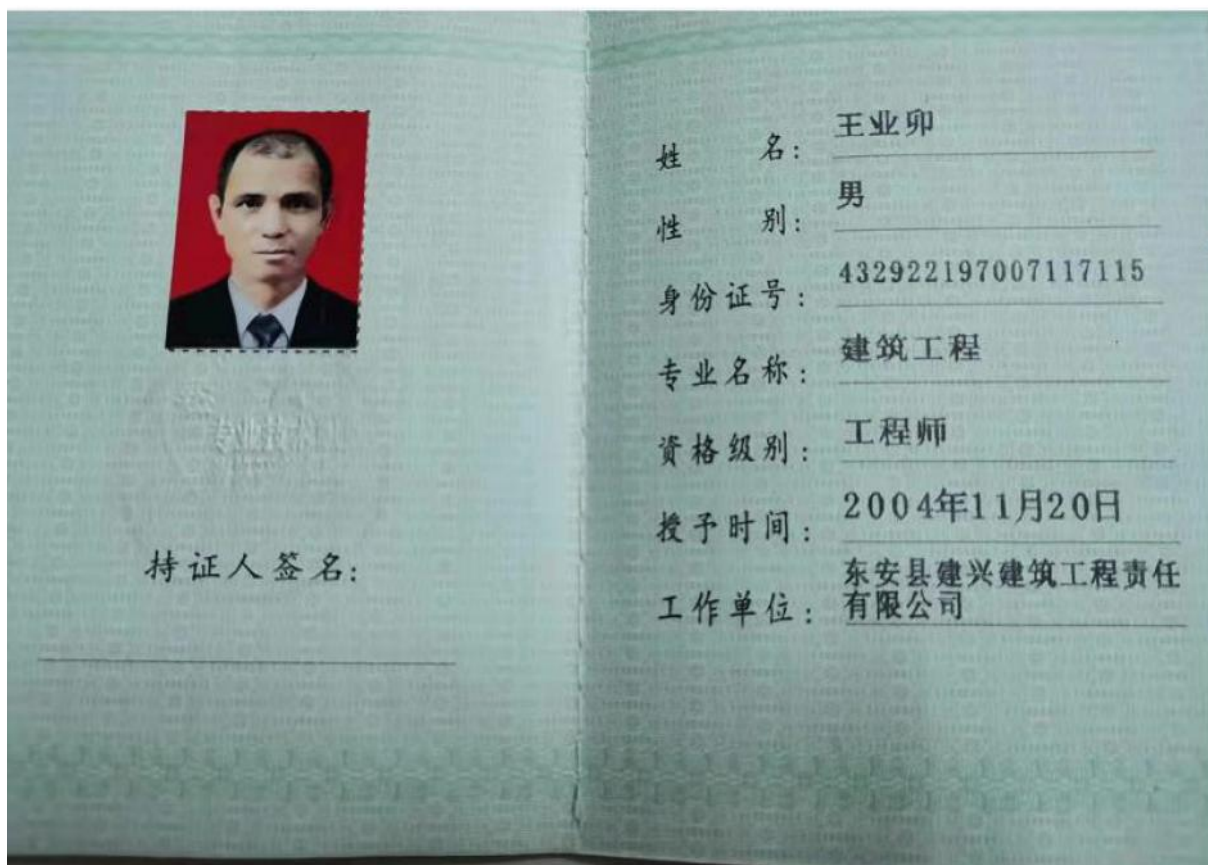 持证人签名:
姓 名: 王业卯
性 别: 男
身份证号: 432922197007117115
专业名称: 建筑工程
资格级别: 工程师
授予时间: 2004年11月20日
工作单位: 东安县建兴建筑工程责任
有限公司